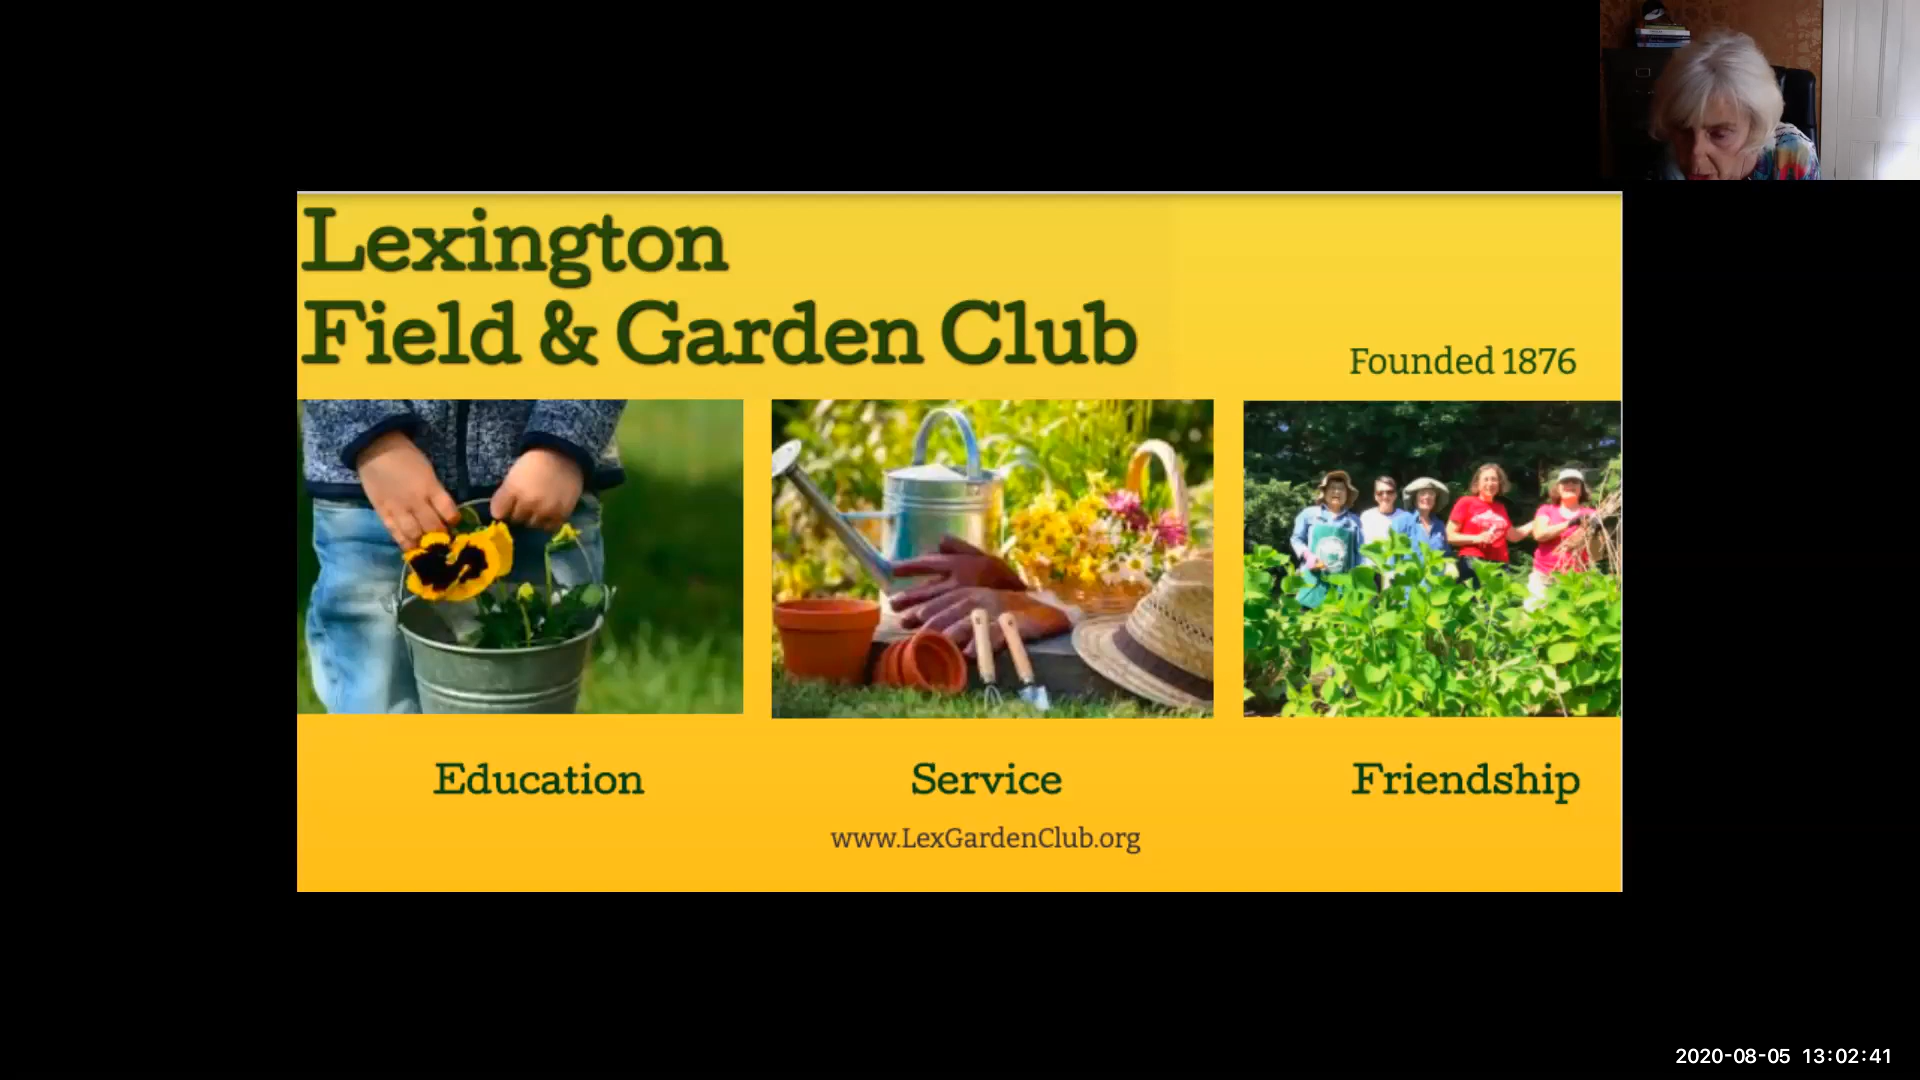 Lexington
Field & Garden Club
Founded 1876
Education
Service
Friendship
www.LexGardenClub.org
2020-08-05 13:02:41